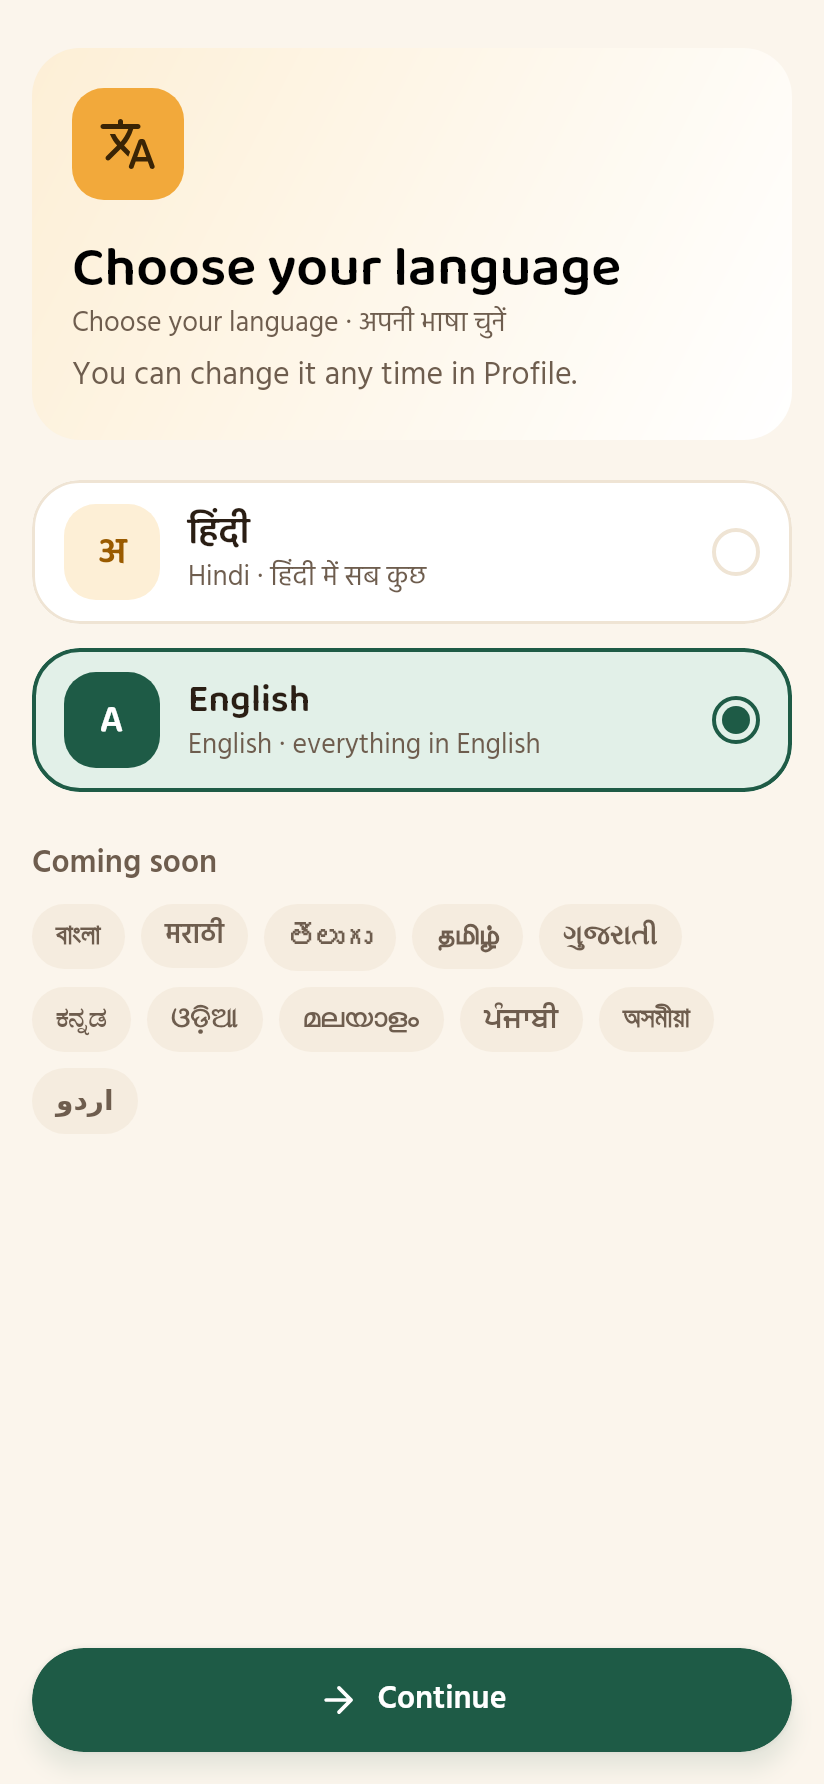 Choose your language
Choose your language · अपनी भाषा चुनें
You can change it any time in Profile.
अ
हिंदी
Hindi · हिंदी में सब कुछ
A
English
English · everything in English
Coming soon
বাংলা
मराठी
తెలుగు
தமிழ்
ગુજરાતી
ಕನ್ನಡ
ଓଡ଼ିଆ
മലയാളം
ਪੰਜਾਬੀ
অসমীয়া
اردو
Continue